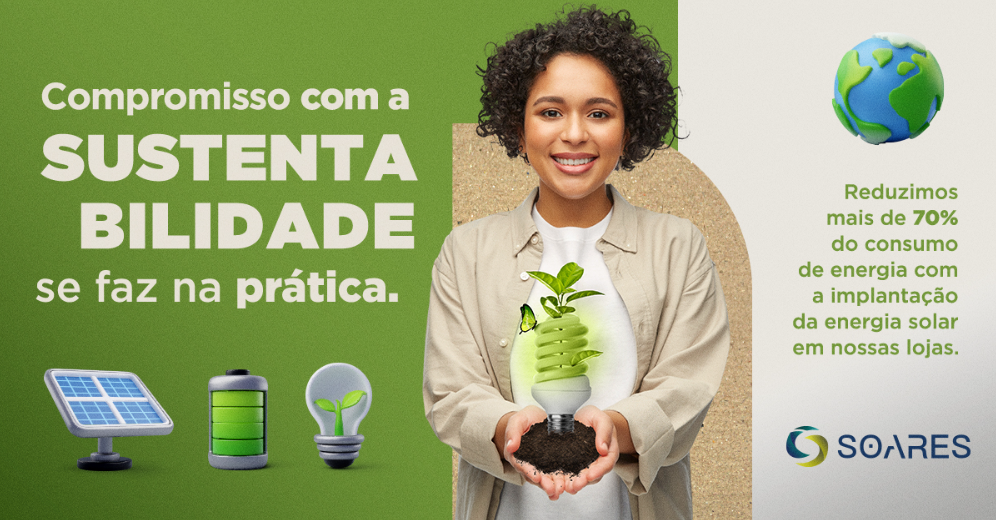 Compromisso com a
SUSTENTA
BILIDADE
se faz na prática.
Reduzimos
mais de 70%
do consumo
de energia com
a implantação
da energia solar
em nossas lojas.
SOARES